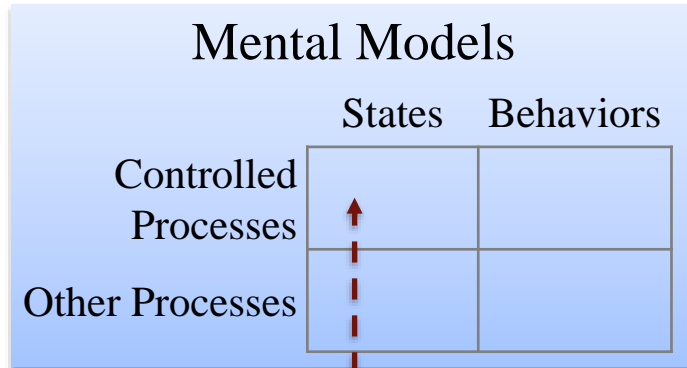 Mental Models
States Behaviors
Controlled
Processes
Other Processes